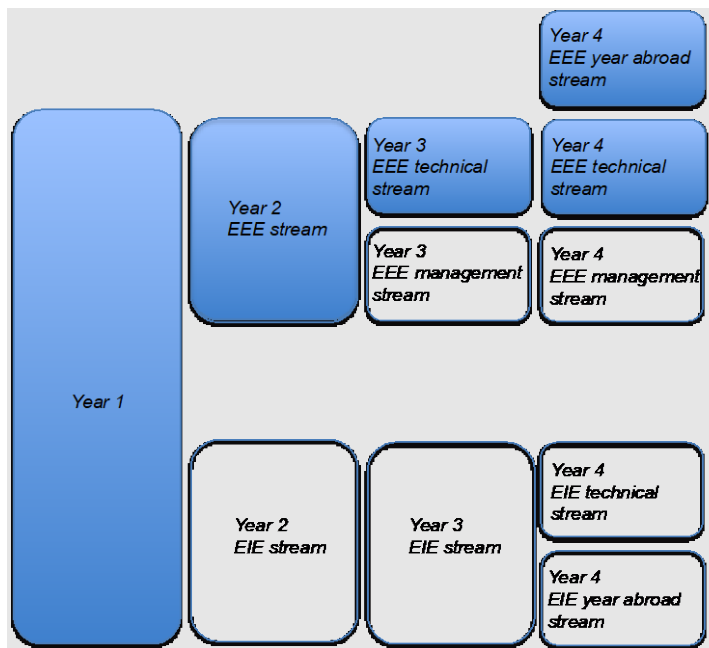 Year 4
EEE year abroad
stream
Year 3
EEE technical
stream
Year 4
EEE technical
stream
Year 2
EEE stream
Year 3
EEE management
stream
Year 4
EEE management
stream
Year 1
Year 4
EIE technical
stream
Year 2
EIE stream
Year 3
EIE stream
Year 4
EIE year abroad
stream